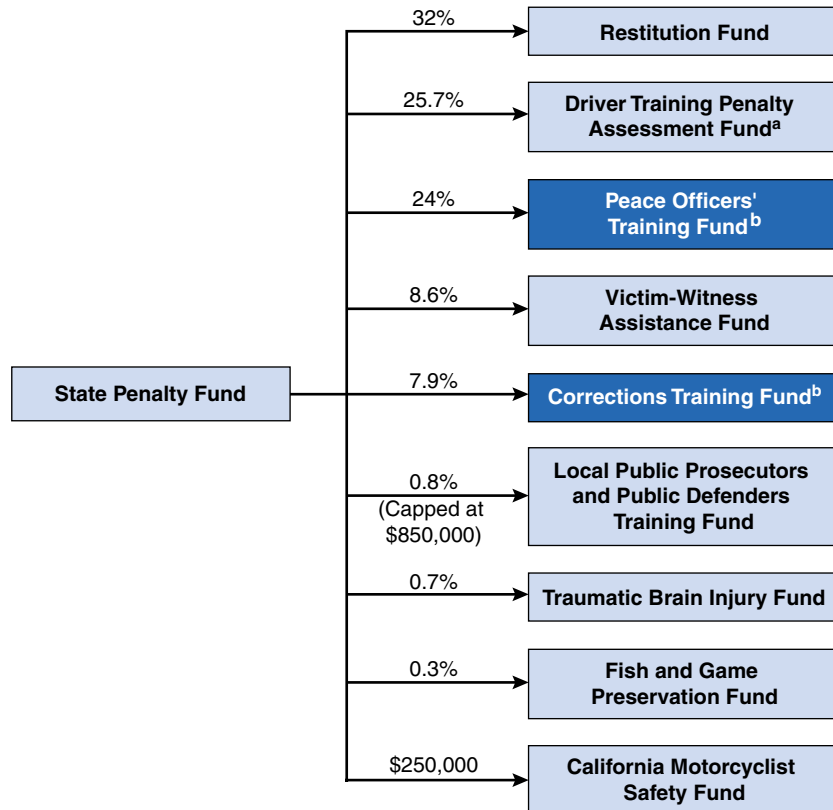 32%
Restitution Fund
25.7%
Driver Training Penalty
Assessment Fundᵃ
24%
Peace Officers'
Training Fundᵇ
8.6%
Victim-Witness
Assistance Fund
State Penalty Fund
7.9%
Corrections Training Fundᵇ
0.8%
(Capped at
$850,000)
Local Public Prosecutors
and Public Defenders
Training Fund
0.7%
Traumatic Brain Injury Fund
0.3%
Fish and Game
Preservation Fund
$250,000
California Motorcyclist
Safety Fund